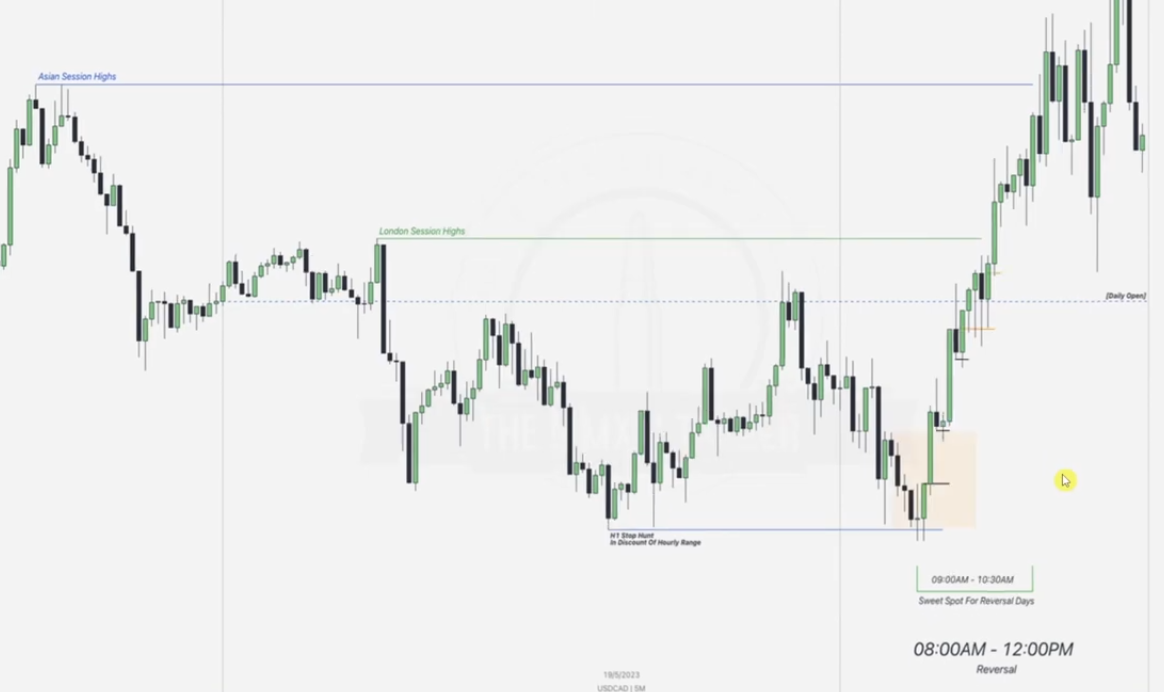 Asian Session Highs
London Session Highs
[Daily Open]
H1 Stop Hunt
in Discount Of Hourly Range
09:00AM - 10:30AM
Sweet Spot For Reversal Days
08:00AM - 12:00PM
Reversal
19/5/2023
USDCAD | 5M